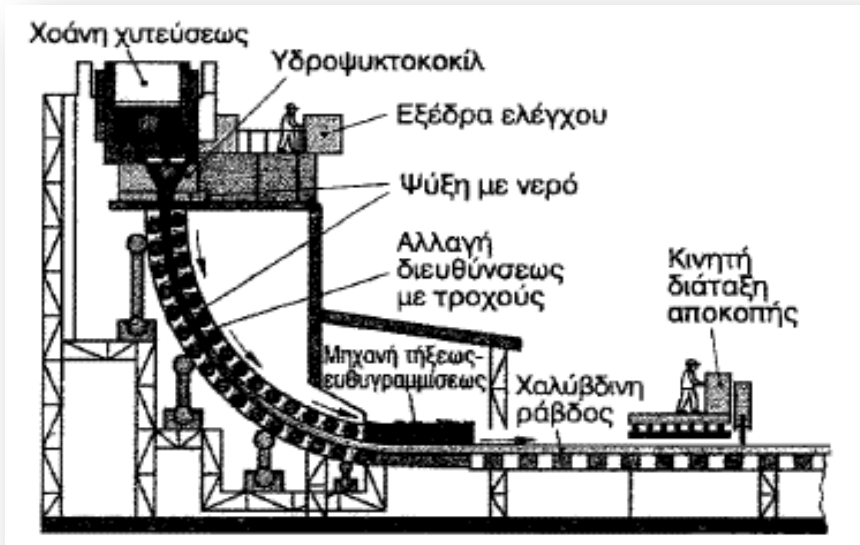 Χοάνη χυτεύσεως
Υδροψυκτοκοκίλ
Εξέδρα ελέγχου
Ψύξη με νερό
Αλλαγή
διευθύνσεως
με τροχούς
Κινητή
διάταξη
αποκοπής
Μηχανή τήξεως-
ευθυγραμμίσεως
Χαλύβδινη
ράβδος